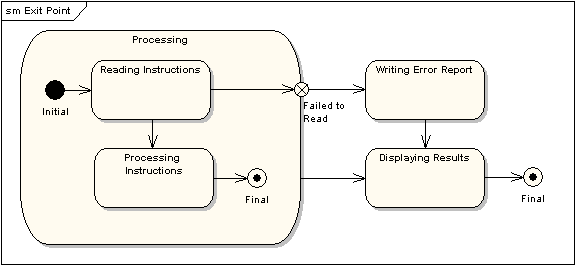 sm Exit Point
Processing
Reading Instructions
Writing Error Report
Initial
Failed to
Read
Processing
Instructions
Displaying Results
Final
Final